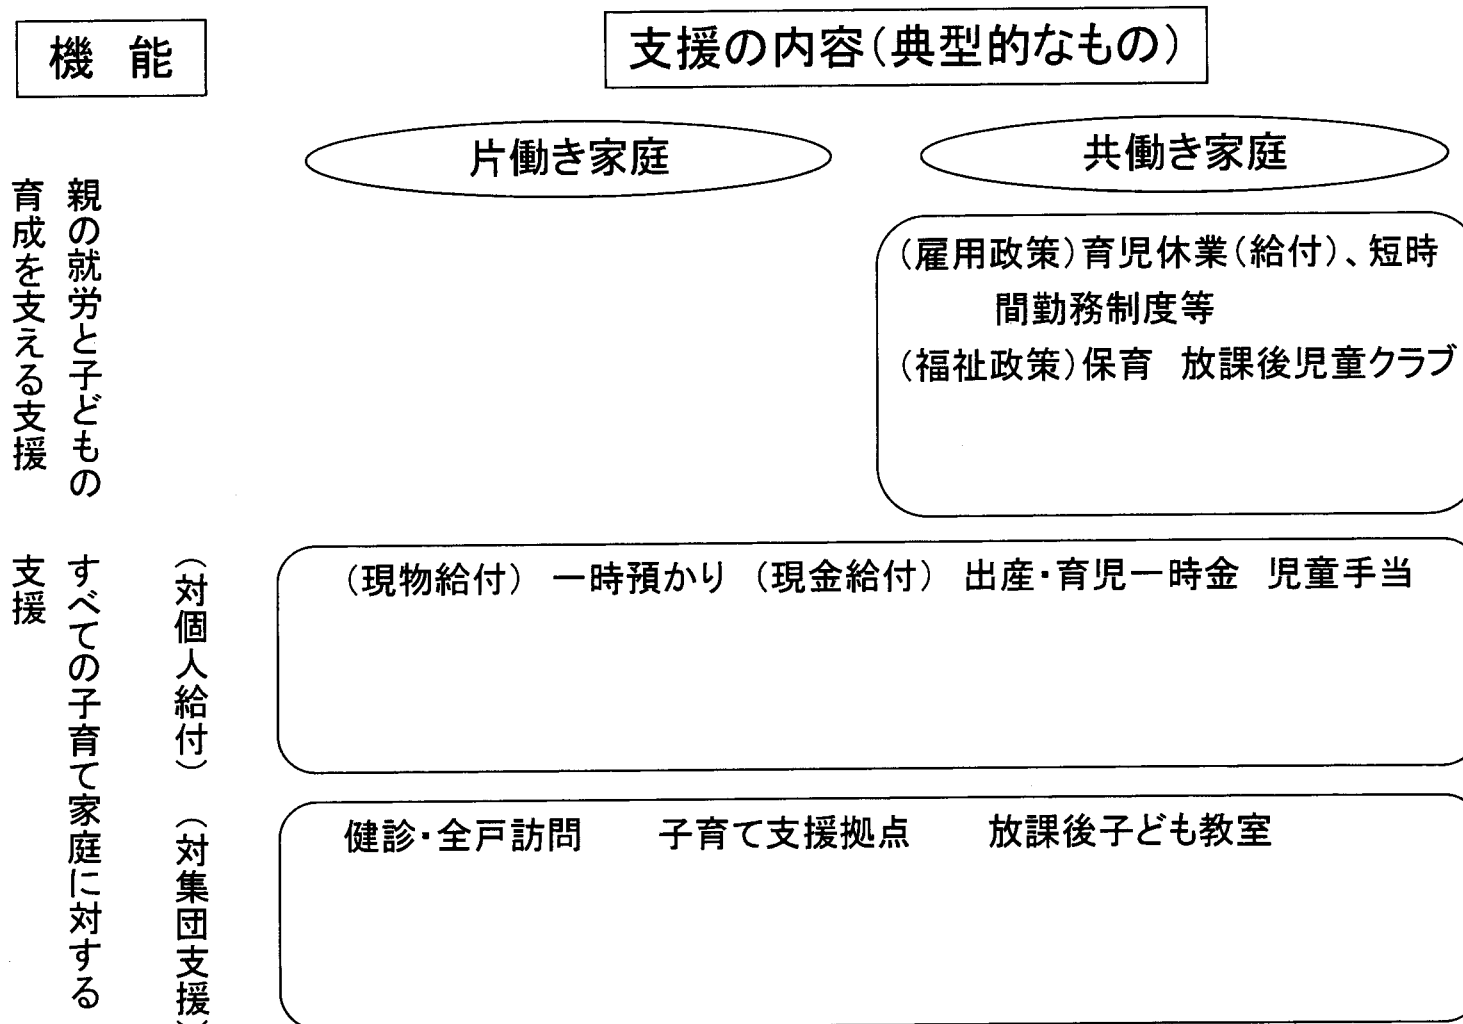 機 能
支援の内容(典型的なもの)
片働き家庭
共働き家庭
親の就労と子どもの
育成を支える支援
(雇用政策)育児休業(給付)、短時
間勤務制度等
(福祉政策)保育 放課後児童クラブ
すべての子育て家庭に対する
支援
(対個人給付)
(現物給付) 一時預かり (現金給付) 出産・育児一時金 児童手当
(対集団支援)
健診・全戸訪問 子育て支援拠点 放課後子ども教室